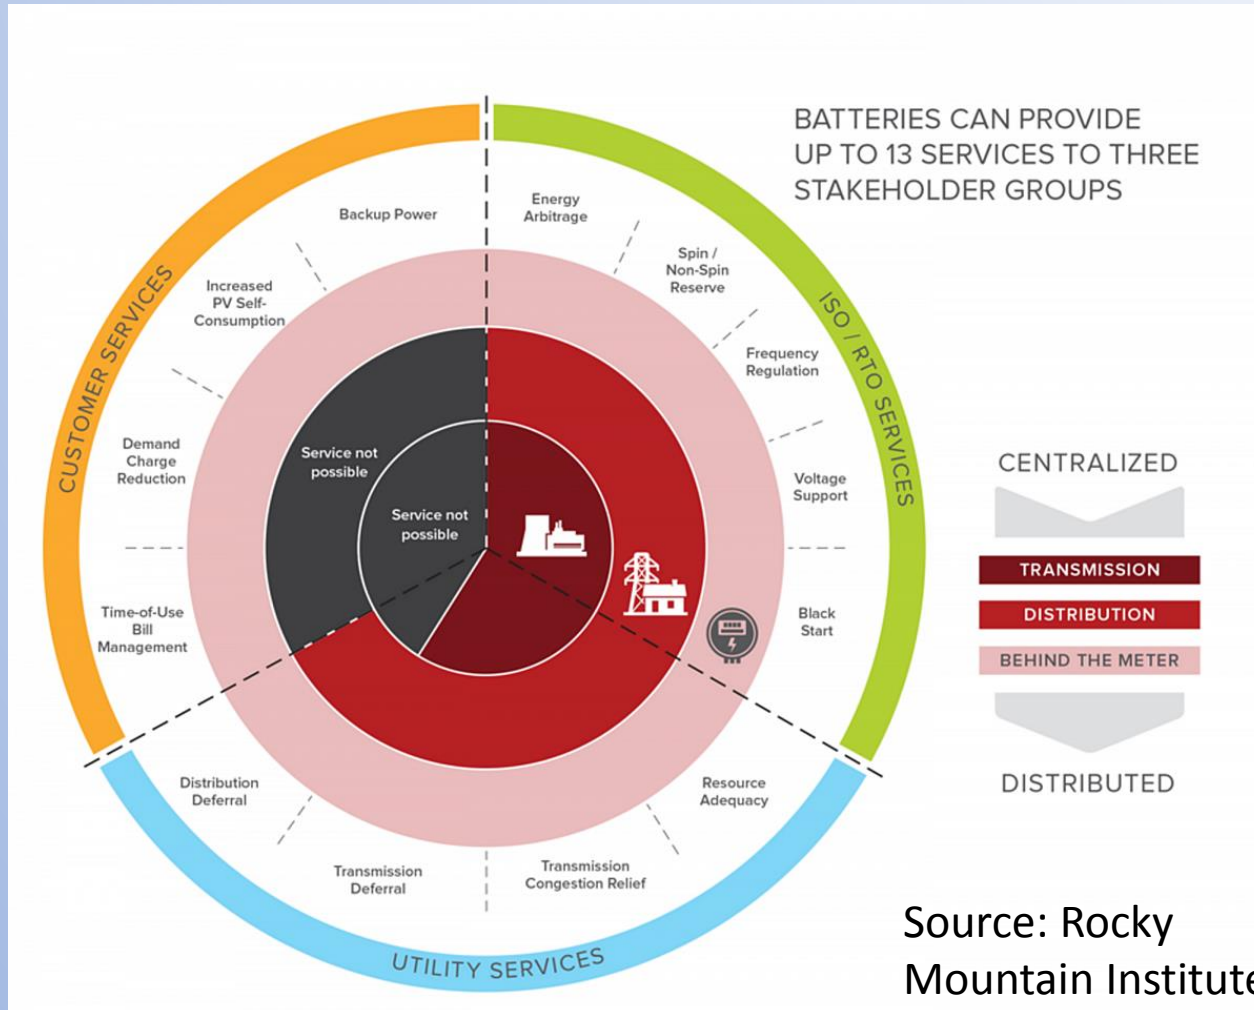 BATTERIES CAN PROVIDE
UP TO 13 SERVICES TO THREE
STAKEHOLDER GROUPS
CUSTOMER SERVICES
ISO / RTO SERVICES
UTILITY SERVICES
Backup Power
Increased
PV Self-
Consumption
Demand
Charge
Reduction
Time-of-Use
Bill
Management
Energy
Arbitrage
Spin /
Non-Spin
Reserve
Frequency
Regulation
Voltage
Support
Black
Start
Resource
Adequacy
Transmission
Congestion Relief
Transmission
Deferral
Distribution
Deferral
Service not
possible
Service not
possible
CENTRALIZED
TRANSMISSION
DISTRIBUTION
BEHIND THE METER
DISTRIBUTED
Source: Rocky
Mountain Institute